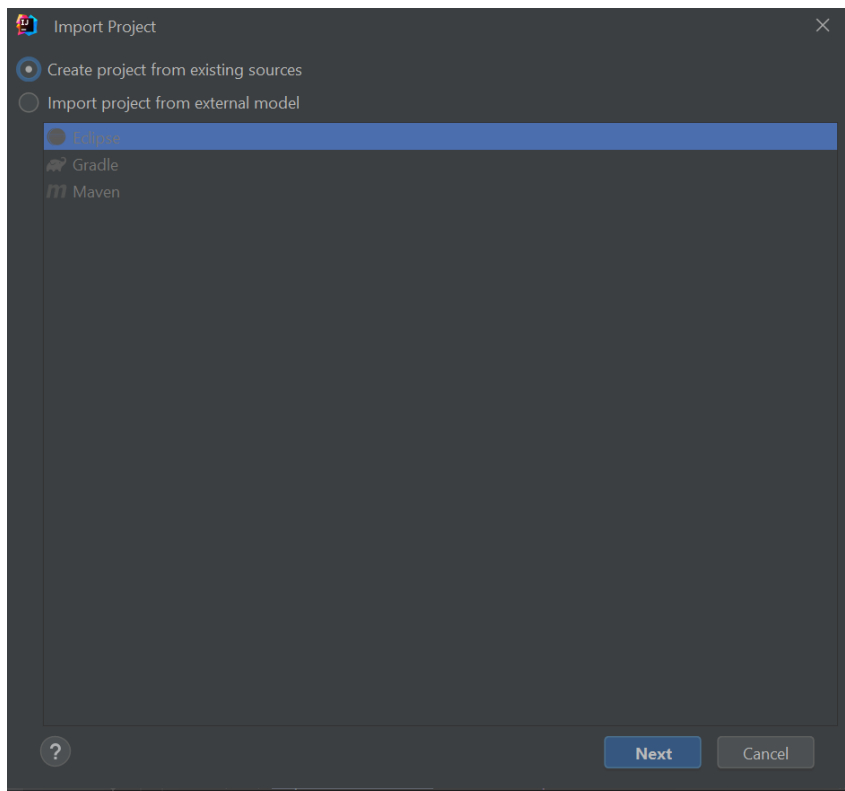 Import Project
Create project from existing sources
Import project from external model
Eclipse
Gradle
Maven
?
Next
Cancel